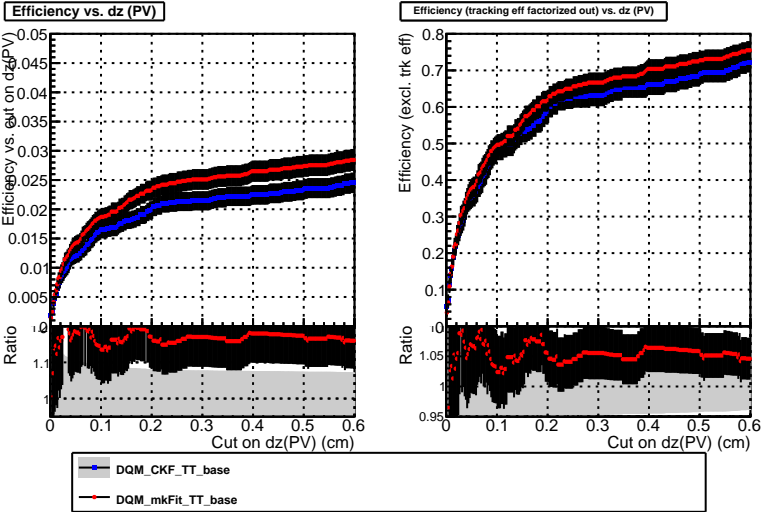 Efficiency vs. dz (PV)
Efficiency (tracking eff factorized out) vs. dz (PV)
Efficiency vs. cut on dz(PV)
0.05
0.045
0.04
0.035
0.03
0.025
0.02
0.015
0.01
0.005
Efficiency (excl. trk eff)
0.8
0.7
0.6
0.5
0.4
0.3
0.2
0.1
Ratio
1.1
1
0 0.1 0.2 0.3 0.4 0.5 0.6
Cut on dz(PV) (cm)
Ratio
1.05
1
0.95
0 0.1 0.2 0.3 0.4 0.5 0.6
Cut on dz(PV) (cm)
DQM_CKF_TT_base
DQM_mkFit_TT_base